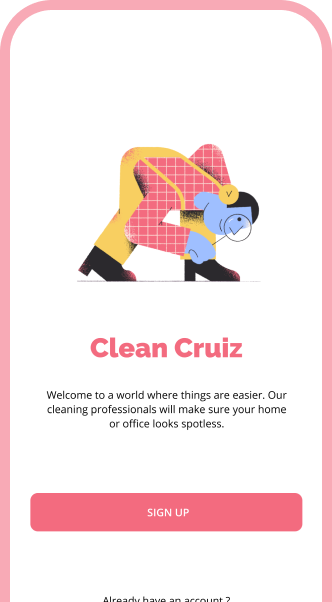 Clean Cruiz
Welcome to a world where things are easier. Our
cleaning professionals will make sure your home
or office looks spotless.
SIGN UP
Already have an account ?